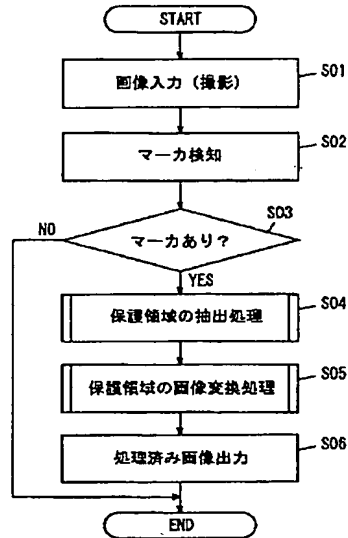 START
画像入力（撮影）
S01
マーカ検知
S02
マーカあり？
S03
NO
YES
保護領域の抽出処理
S04
保護領域の画像変換処理
S05
処理済み画像出力
S06
END